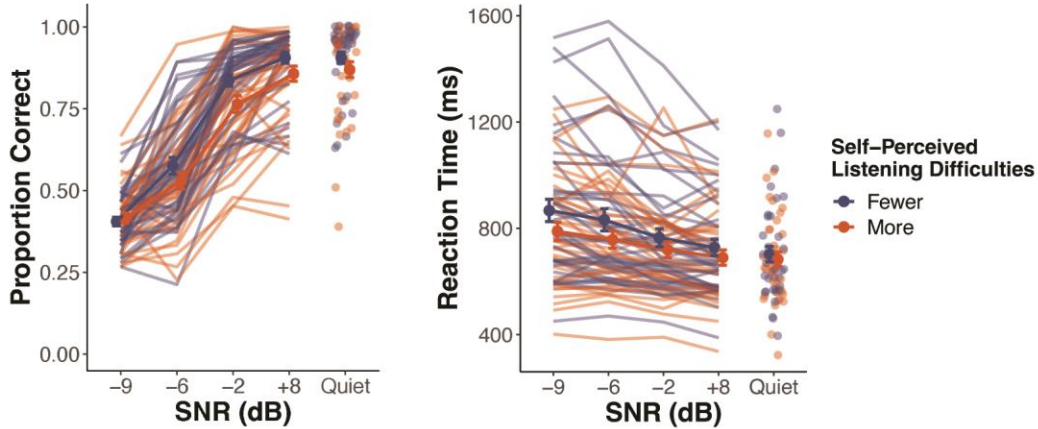 Proportion Correct
1.00
0.75
0.50
0.25
0.00
−9 −6 −2 +8 Quiet
SNR (dB)
Reaction Time (ms)
1600
1200
800
400
−9 −6 −2 +8 Quiet
SNR (dB)
Self−Perceived
Listening Difficulties
Fewer
More